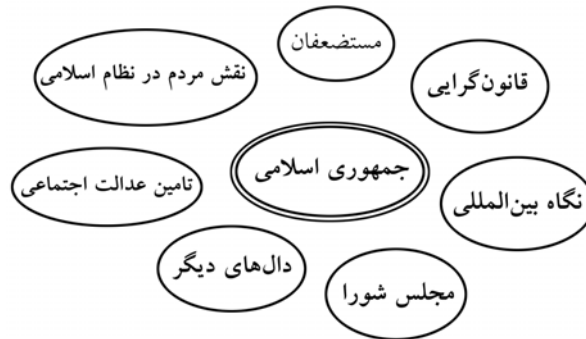 مستضعفان
نقش مردم در نظام اسلامی
قانون‌گرایی
جمهوری اسلامی
تامین عدالت اجتماعی
نگاه بین‌المللی
دال‌های دیگر
مجلس شورا